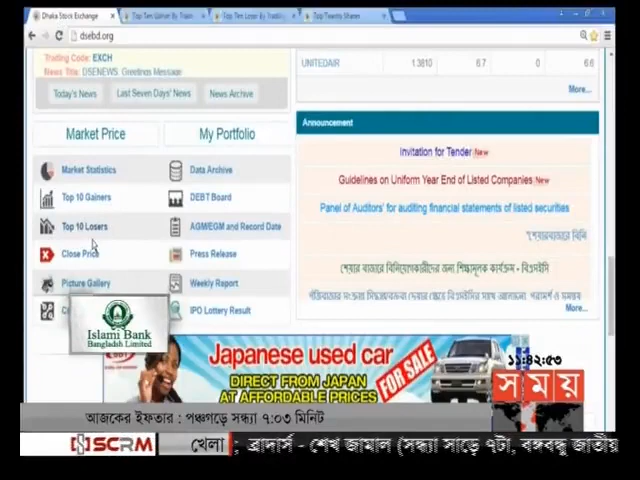 Dhaka Stock Exchange
Top Ten Gainer By Tradin
Top Ten Loser By Trading
Top Twenty Shares
dsebd.org
Trading Code: EXCH
News Title: DSENEWS: Greetings Message
Today's News
Last Seven Days' News
News Archive
UNITEDAIR 1.3810 6.7 0 6.6
More...
Market Price
My Portfolio
Announcement
Invitation for Tender New
Guidelines on Uniform Year End of Listed Companies New
Panel of Auditors' for auditing financial statements of listed securities
শেয়ার বাজারে বিনিয়োগকারীদের জন্য শিক্ষামূলক কার্যক্রম - বিএসইসি
More...
Market Statistics
Data Archive
Top 10 Gainers
DEBT Board
Top 10 Losers
AGM/EGM and Record Date
Close Price
Press Release
Picture Gallery
Weekly Report
IPO Lottery Result
Islami Bank
Bangladesh Limited
Japanese used car
DIRECT FROM JAPAN
AT AFFORDABLE PRICES
FOR SALE
১১:৪২:৫৩
সময়
আজকের ইফতার : পঞ্চগড়ে সন্ধ্যা ৭:০৩ মিনিট
SCRM
খেলা
; ব্রাদার্স - শেখ জামাল (সন্ধ্যা সাড়ে ৭টা, বঙ্গবন্ধু জাতীয়